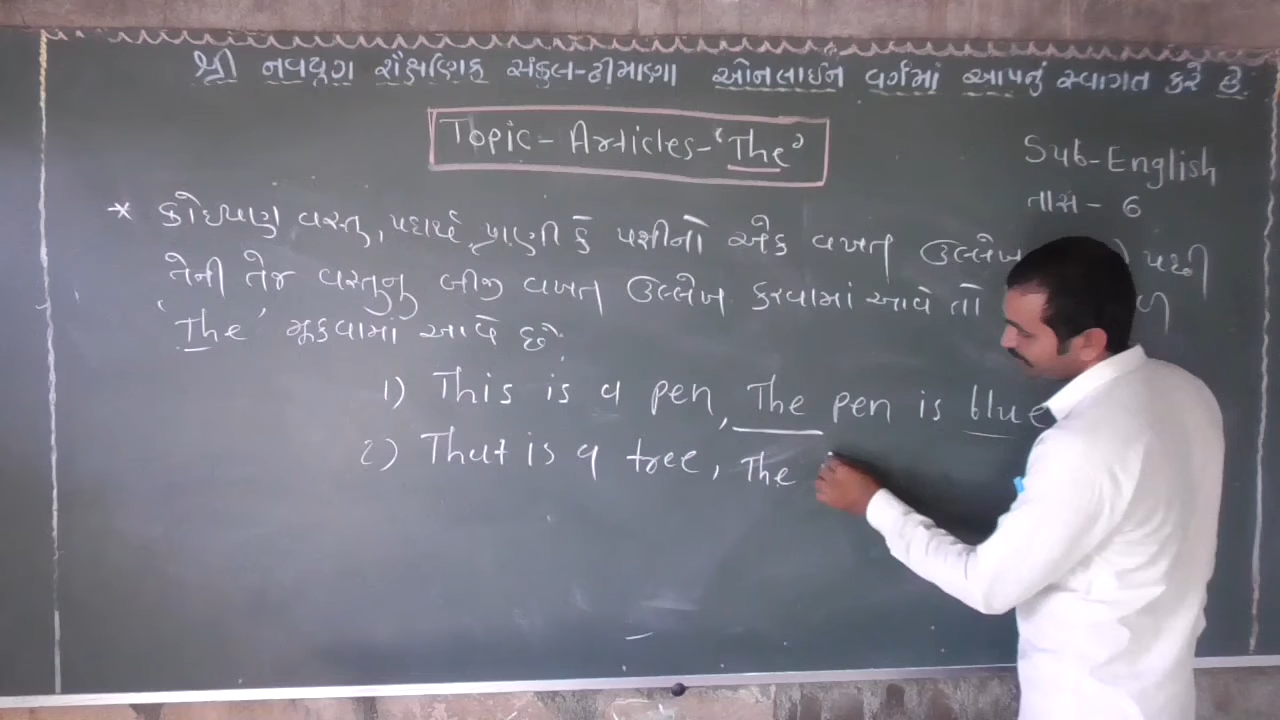 શ્રી નવયુગ શૈક્ષણિક સંકુલ-ઢીમાણા ઓનલાઈન વર્ગમાં આપનું સ્વાગત કરે છે.
Topic - Articles - 'The'
Sub-English
તાસ - 6
* કોઇપણ વસ્તુ, પદાર્થ, પ્રાણી કે પક્ષીનો એક વખત ઉલ્લેખ પછી
તેની તેજ વસ્તુનુ બીજી વખત ઉલ્લેખ કરવામાં આવે તો
'The' મૂકવામાં આવે છે.
1) This is a pen, The pen is blue
2) That is a tree, The